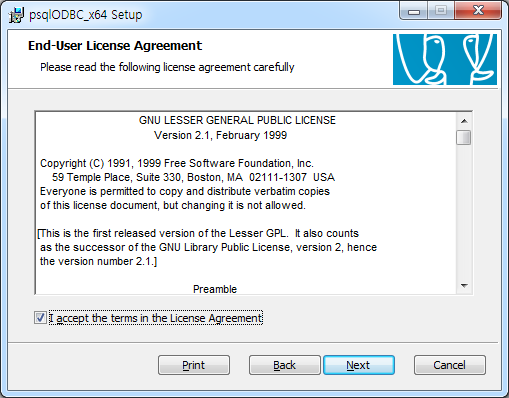 psqlODBC_x64 Setup
End-User License Agreement
Please read the following license agreement carefully
GNU LESSER GENERAL PUBLIC LICENSE
Version 2.1, February 1999
Copyright (C) 1991, 1999 Free Software Foundation, Inc.
59 Temple Place, Suite 330, Boston, MA  02111-1307  USA
Everyone is permitted to copy and distribute verbatim copies
of this license document, but changing it is not allowed.
[This is the first released version of the Lesser GPL.  It also counts
as the successor of the GNU Library Public License, version 2, hence
the version number 2.1.]
Preamble
I accept the terms in the License Agreement
Print
Back
Next
Cancel